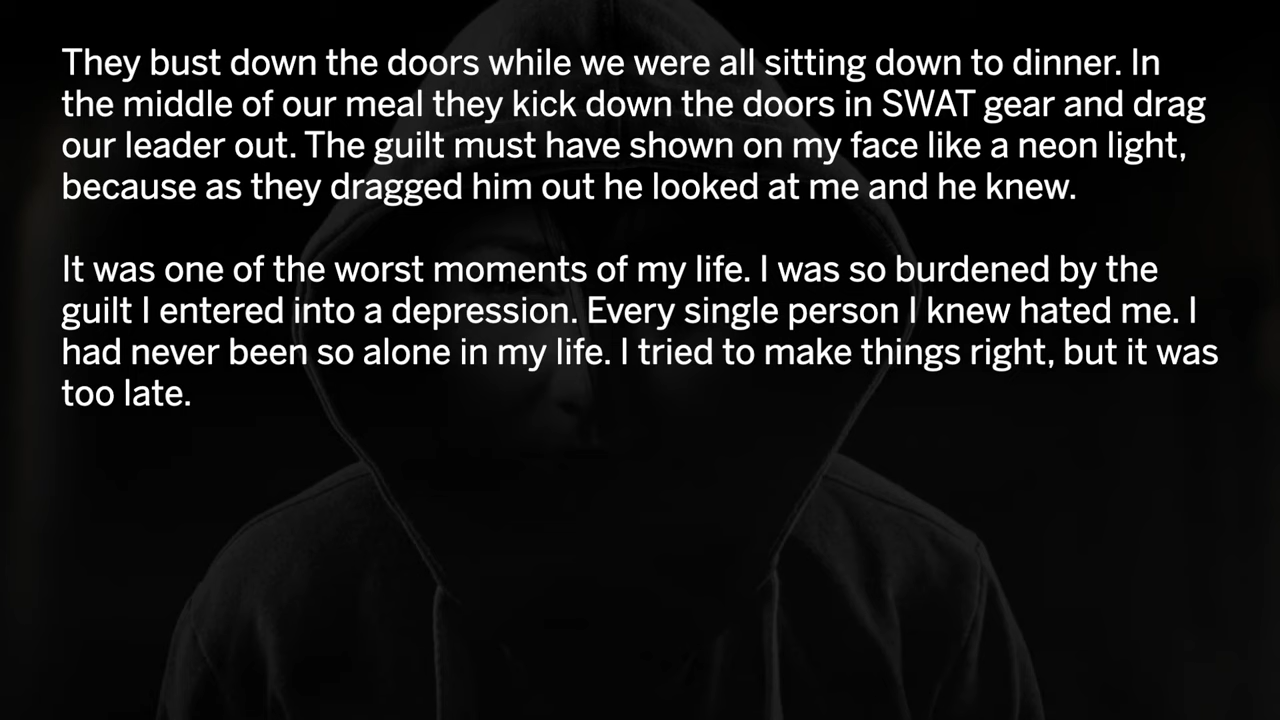 They bust down the doors while we were all sitting down to dinner. In
the middle of our meal they kick down the doors in SWAT gear and drag
our leader out. The guilt must have shown on my face like a neon light,
because as they dragged him out he looked at me and he knew.
It was one of the worst moments of my life. I was so burdened by the
guilt I entered into a depression. Every single person I knew hated me. I
had never been so alone in my life. I tried to make things right, but it was
too late.